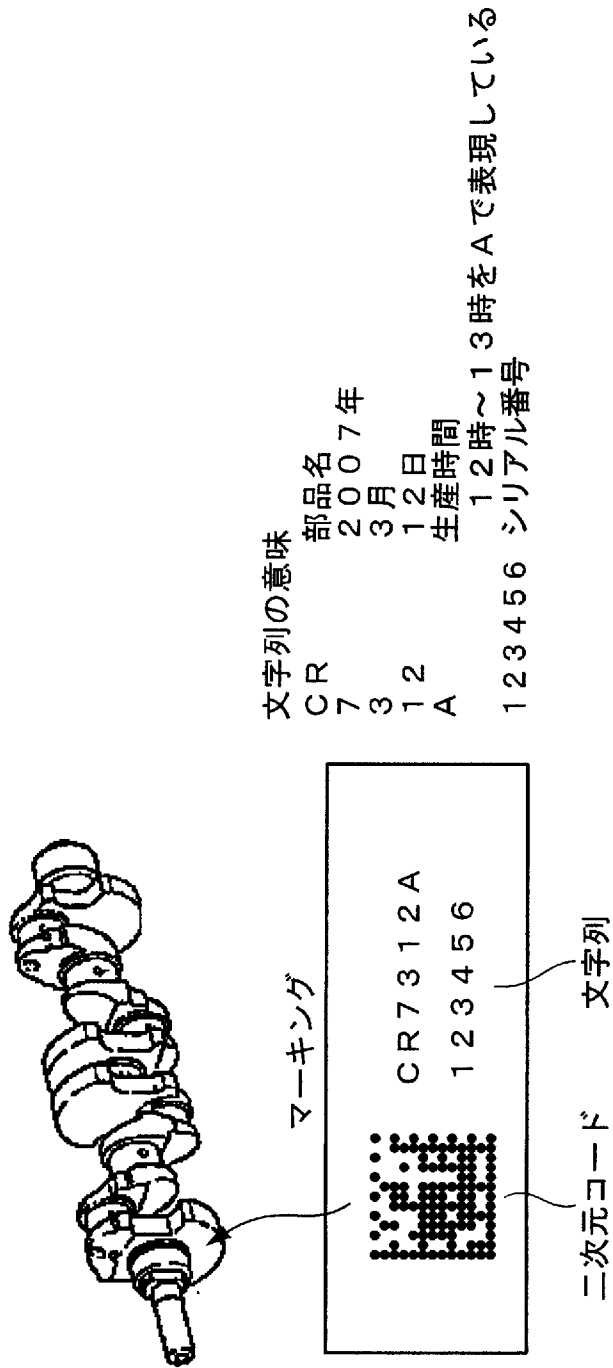 マーキング
CR7312A
123456
二次元コード
文字列
文字列の意味
CR 部品名
7 2007年
3 3月
12 12日
A 生産時間
12時~13時をAで表現している
123456 シリアル番号